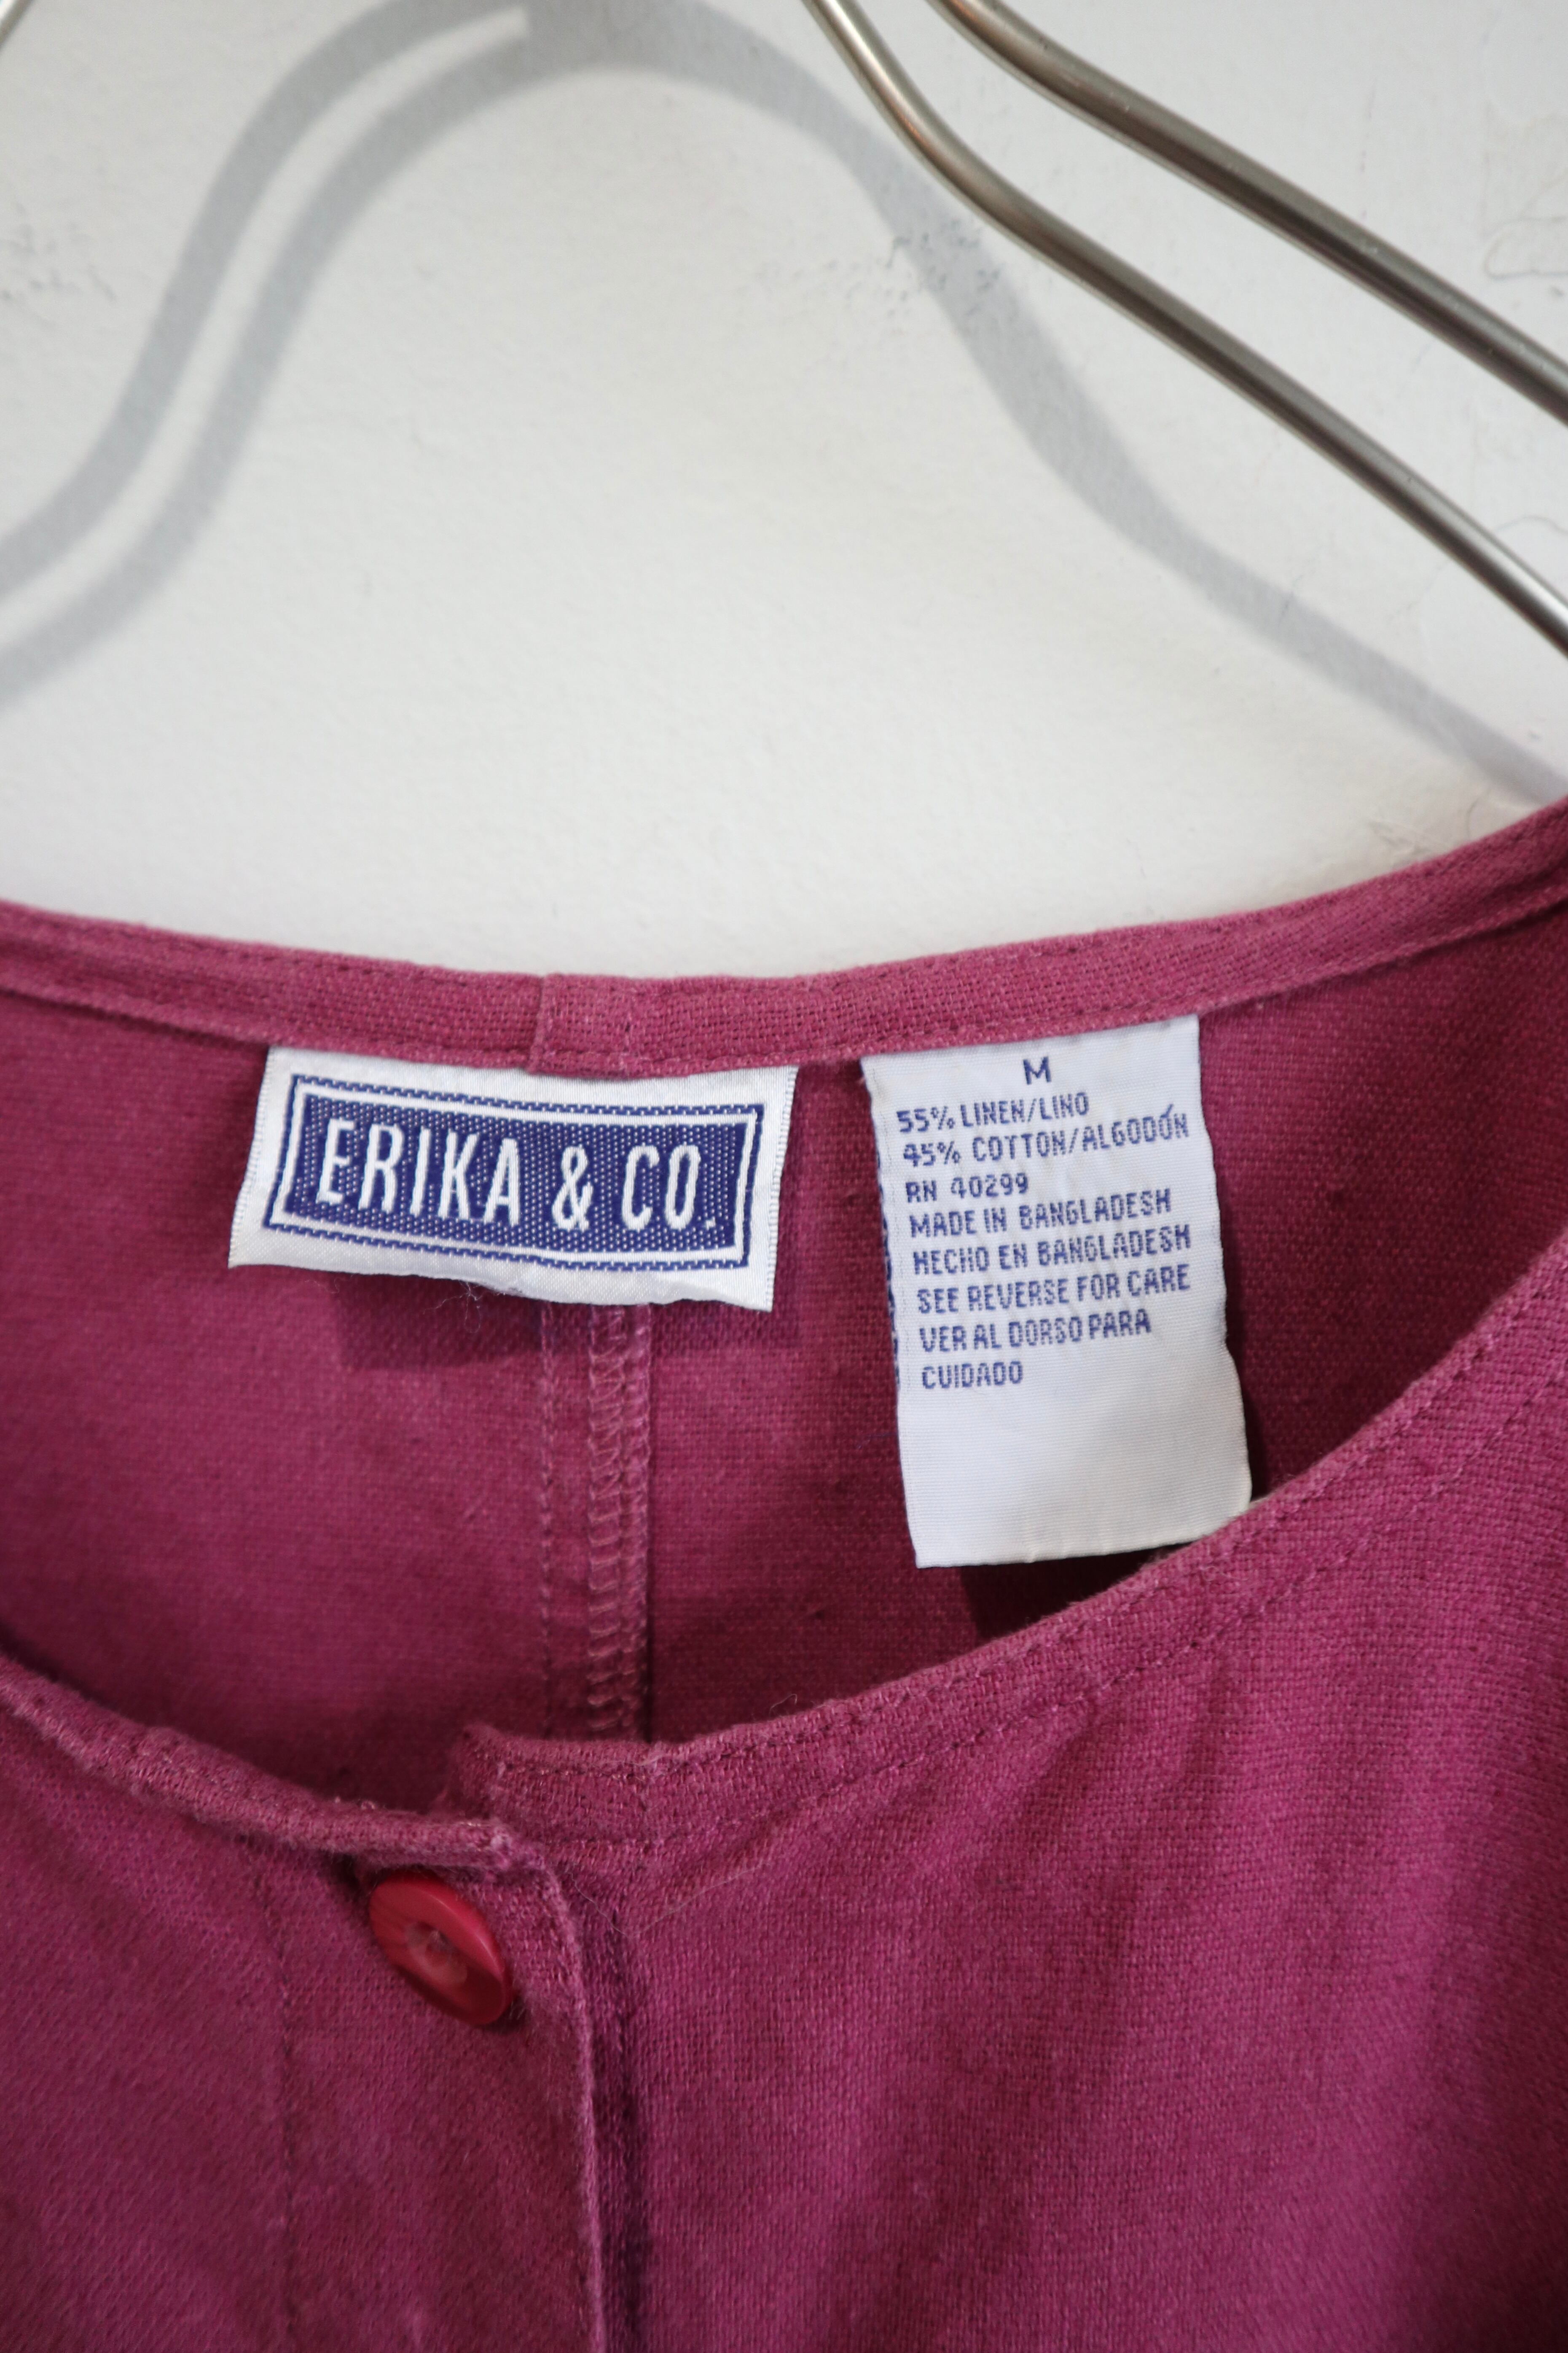 ERIKA & CO.
M
55% LINEN/LINO
45% COTTON/ALGODÓN
RN 40299
MADE IN BANGLADESH
HECHO EN BANGLADESH
SEE REVERSE FOR CARE
VER AL DORSO PARA
CUIDADO